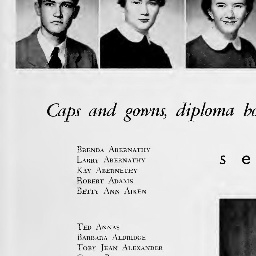 Caps and gowns, diploma
BRENDA ABERNATHY
LARRY ABERNATHY
KAY ABERNETHY
ROBERT ADAMS
BETTY ANN AIKEN
s e
TED ANNAS
BARBARA ALDRIDGE
TOBY JEAN ALEXANDER